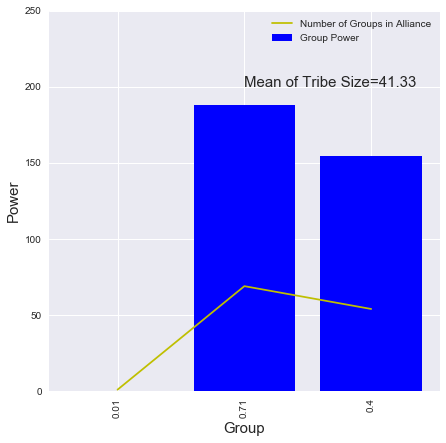 250
200
150
100
50
0
Power
Number of Groups in Alliance
Group Power
Mean of Tribe Size=41.33
0.01
0.71
0.4
Group